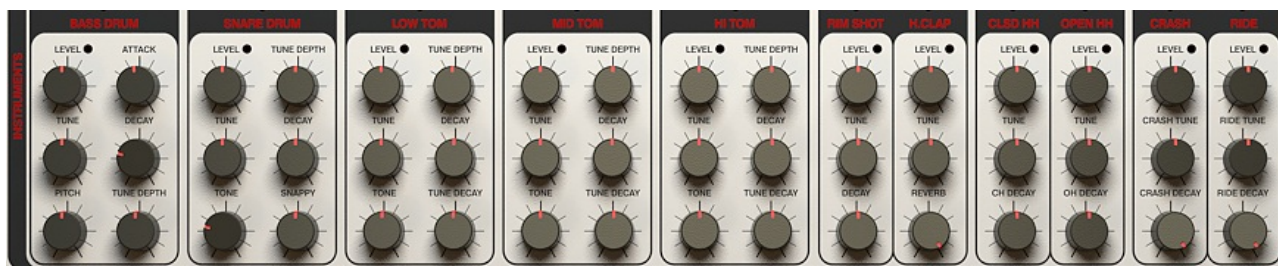 INSTRUMENTS
BASS DRUM SNARE DRUM LOW TOM MID TOM HI TOM RIM SHOT H.CLAP CLSD HH OPEN HH CRASH RIDE
LEVEL ATTACK LEVEL TUNE DEPTH LEVEL TUNE DEPTH LEVEL TUNE DEPTH LEVEL TUNE DEPTH LEVEL LEVEL LEVEL LEVEL LEVEL LEVEL
TUNE DECAY TUNE DECAY TUNE DECAY TUNE DECAY TUNE DECAY TUNE TUNE TUNE TUNE CRASH TUNE RIDE TUNE
PITCH TUNE DEPTH TONE SNAPPY TONE TUNE DECAY TONE TUNE DECAY TONE TUNE DECAY DECAY REVERB CH DECAY OH DECAY CRASH DECAY RIDE DECAY